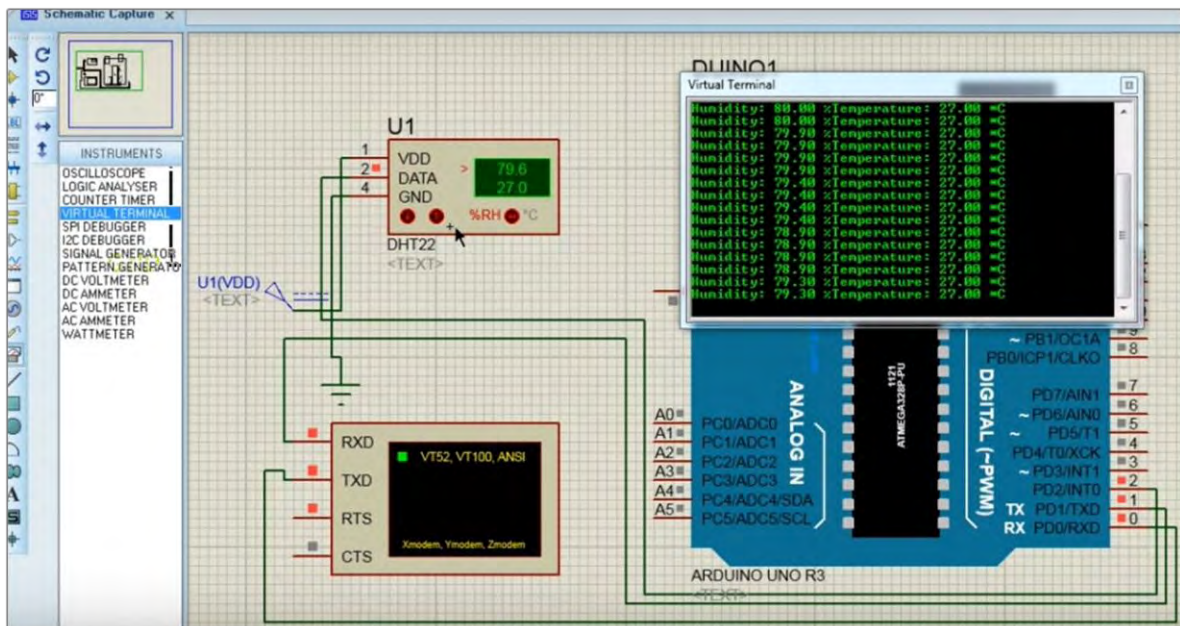 Schematic Capture
0°
INSTRUMENTS
OSCILLOSCOPE
LOGIC ANALYSER
COUNTER TIMER
VIRTUAL TERMINAL
SPI DEBUGGER
I2C DEBUGGER
SIGNAL GENERATOR
PATTERN GENERATO
DC VOLTMETER
DC AMMETER
AC VOLTMETER
AC AMMETER
WATTMETER
U1
1 VDD
2 DATA
4 GND
> 79.6
27.0
%RH °C
DHT22
<TEXT>
U1(VDD)
<TEXT>
RXD
TXD
RTS
CTS
VT52, VT100, ANSI
Xmodem, Ymodem, Zmodem
DUINO1
Virtual Terminal
Humidity: 80.00 %Temperature: 27.00 *C
Humidity: 80.00 %Temperature: 27.00 *C
Humidity: 79.90 %Temperature: 27.00 *C
Humidity: 79.90 %Temperature: 27.00 *C
Humidity: 79.90 %Temperature: 27.00 *C
Humidity: 79.40 %Temperature: 27.00 *C
Humidity: 79.40 %Temperature: 27.00 *C
Humidity: 79.40 %Temperature: 27.00 *C
Humidity: 79.40 %Temperature: 27.00 *C
Humidity: 78.90 %Temperature: 27.00 *C
Humidity: 78.90 %Temperature: 27.00 *C
Humidity: 78.90 %Temperature: 27.00 *C
Humidity: 78.90 %Temperature: 27.00 *C
Humidity: 79.30 %Temperature: 27.00 *C
Humidity: 79.30 %Temperature: 27.00 *C
~ PB1/OC1A 9
PB0/ICP1/CLKO 8
PD7/AIN1 7
~ PD6/AIN0 6
~ PD5/T1 5
PD4/T0/XCK 4
~ PD3/INT1 3
PD2/INT0 2
TX PD1/TXD 1
RX PD0/RXD 0
DIGITAL (~PWM)
1121
ATMEGA328P-PU
ANALOG IN
A0 PC0/ADC0
A1 PC1/ADC1
A2 PC2/ADC2
A3 PC3/ADC3
A4 PC4/ADC4/SDA
A5 PC5/ADC5/SCL
ARDUINO UNO R3
<TEXT>